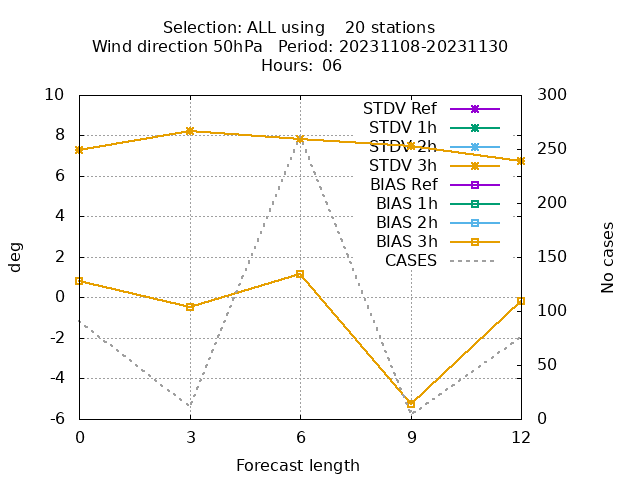 Selection: ALL using    20 stations
Wind direction 50hPa   Period: 20231108-20231130
Hours:  06
10
8
6
4
2
0
-2
-4
-6
deg
300
250
200
150
100
50
0
No cases
STDV Ref
STDV 1h
STDV 2h
STDV 3h
BIAS Ref
BIAS 1h
BIAS 2h
BIAS 3h
CASES
0
3
6
9
12
Forecast length